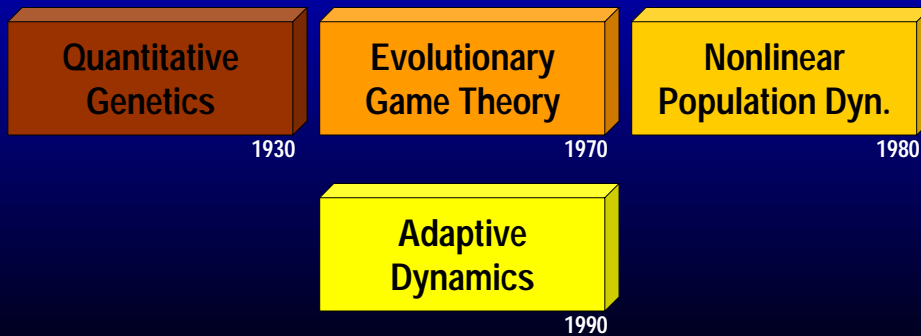 Quantitative
Genetics
1930
Evolutionary
Game Theory
1970
Nonlinear
Population Dyn.
1980
Adaptive
Dynamics
1990